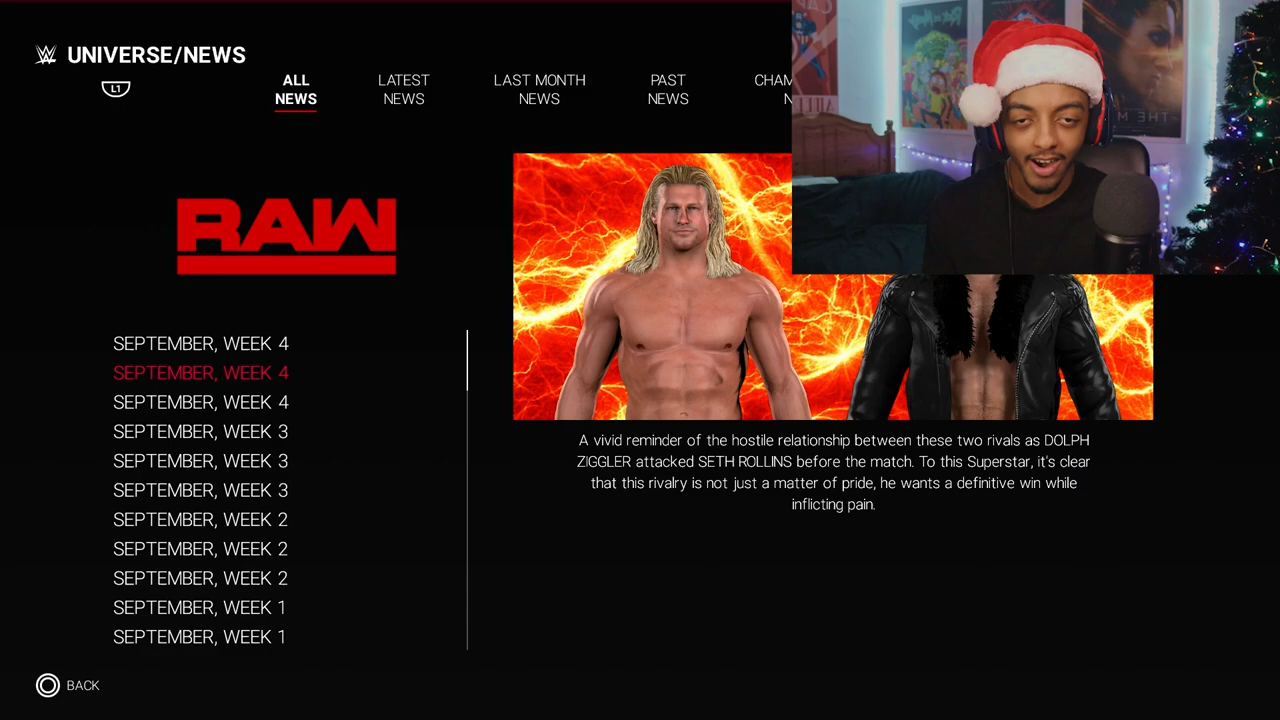 UNIVERSE/NEWS
L1
ALL NEWS
LATEST NEWS
LAST MONTH NEWS
PAST NEWS
RAW
SEPTEMBER, WEEK 4
SEPTEMBER, WEEK 4
SEPTEMBER, WEEK 4
SEPTEMBER, WEEK 3
SEPTEMBER, WEEK 3
SEPTEMBER, WEEK 3
SEPTEMBER, WEEK 2
SEPTEMBER, WEEK 2
SEPTEMBER, WEEK 2
SEPTEMBER, WEEK 1
SEPTEMBER, WEEK 1
A vivid reminder of the hostile relationship between these two rivals as DOLPH
ZIGGLER attacked SETH ROLLINS before the match. To this Superstar, it's clear
that this rivalry is not just a matter of pride, he wants a definitive win while
inflicting pain.
BACK